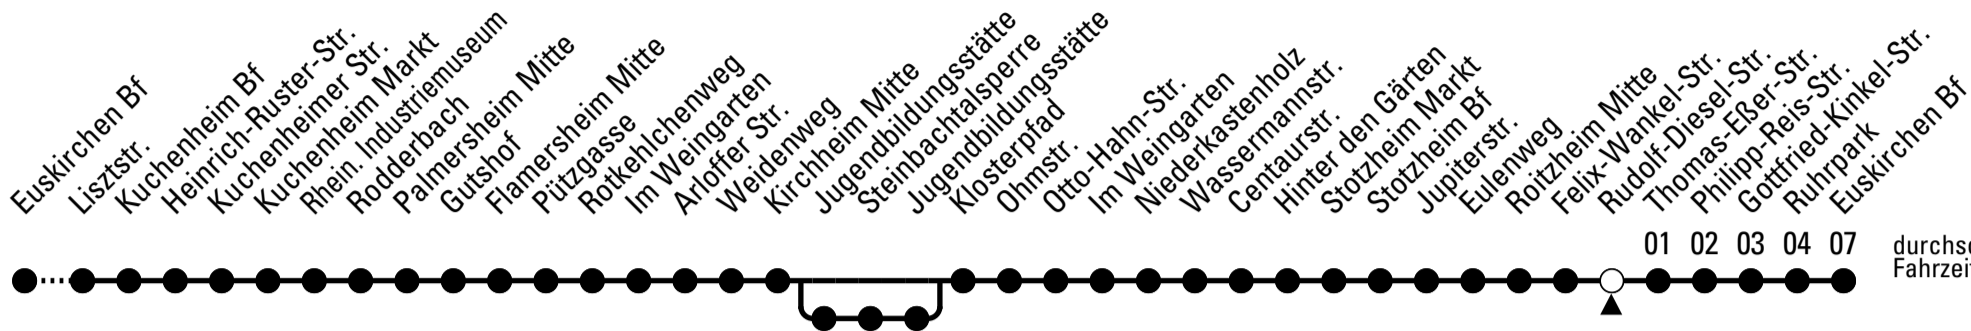 Euskirchen Bf
Lisztstr.
Kuchenheim Bf
Heinrich-Ruster-Str.
Kuchenheimer Str.
Kuchenheim Markt
Rhein. Industriemuseum
Rodderbach
Palmersheim Mitte
Gutshof
Flamersheim Mitte
Pützgasse
Rotkehlchenweg
Im Weingarten
Arloffer Str.
Weidenweg
Kirchheim Mitte
Jugendbildungsstätte
Steinbachtalsperre
Jugendbildungsstätte
Klosterpfad
Ohmstr.
Otto-Hahn-Str.
Im Weingarten
Niederkastenholz
Wassermannstr.
Centaurstr.
Hinter den Gärten
Stotzheim Markt
Stotzheim Bf
Jupiterstr.
Eulenweg
Roitzheim Mitte
Felix-Wankel-Str.
Rudolf-Diesel-Str.
Thomas-Eßer-Str.
Philipp-Reis-Str.
Gottfried-Kinkel-Str.
Ruhrpark
Euskirchen Bf
01 02 03 04 07